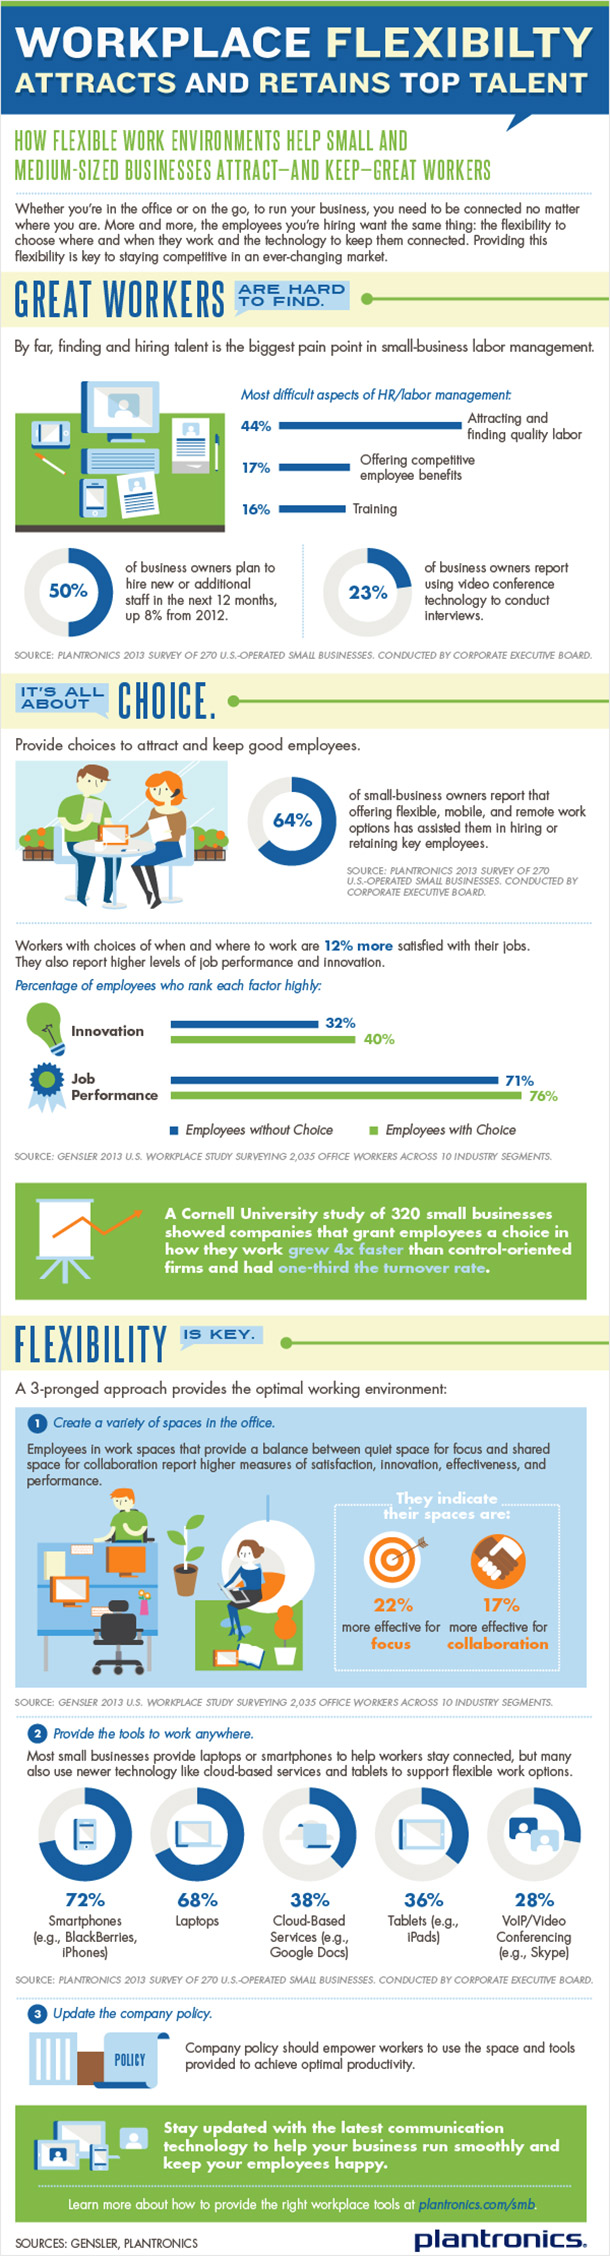 WORKPLACE FLEXIBILTY
ATTRACTS AND RETAINS TOP TALENT
HOW FLEXIBLE WORK ENVIRONMENTS HELP SMALL AND
MEDIUM-SIZED BUSINESSES ATTRACT—AND KEEP—GREAT WORKERS
Whether you're in the office or on the go, to run your business, you need to be connected no matter
where you are. More and more, the employees you're hiring want the same thing: the flexibility to
choose where and when they work and the technology to keep them connected. Providing this
flexibility is key to staying competitive in an ever-changing market.
GREAT WORKERS
ARE HARD
TO FIND.
By far, finding and hiring talent is the biggest pain point in small-business labor management.
Most difficult aspects of HR/labor management:
44%
Attracting and
finding quality labor
17%
Offering competitive
employee benefits
16%
Training
50%
of business owners plan to
hire new or additional
staff in the next 12 months,
up 8% from 2012.
23%
of business owners report
using video conference
technology to conduct
interviews.
SOURCE: PLANTRONICS 2013 SURVEY OF 270 U.S.-OPERATED SMALL BUSINESSES. CONDUCTED BY CORPORATE EXECUTIVE BOARD.
IT'S ALL
ABOUT
CHOICE.
Provide choices to attract and keep good employees.
64%
of small-business owners report that
offering flexible, mobile, and remote work
options has assisted them in hiring or
retaining key employees.
SOURCE: PLANTRONICS 2013 SURVEY OF 270
U.S.-OPERATED SMALL BUSINESSES. CONDUCTED BY
CORPORATE EXECUTIVE BOARD.
Workers with choices of when and where to work are 12% more satisfied with their jobs.
They also report higher levels of job performance and innovation.
Percentage of employees who rank each factor highly:
Innovation
32%
40%
Job
Performance
71%
76%
Employees without Choice
Employees with Choice
SOURCE: GENSLER 2013 U.S. WORKPLACE STUDY SURVEYING 2,035 OFFICE WORKERS ACROSS 10 INDUSTRY SEGMENTS.
A Cornell University study of 320 small businesses
showed companies that grant employees a choice in
how they work grew 4x faster than control-oriented
firms and had one-third the turnover rate.
FLEXIBILITY
IS KEY.
A 3-pronged approach provides the optimal working environment:
1 Create a variety of spaces in the office.
Employees in work spaces that provide a balance between quiet space for focus and shared
space for collaboration report higher measures of satisfaction, innovation, effectiveness, and
performance.
They indicate
their spaces are:
22%
more effective for
focus
17%
more effective for
collaboration
SOURCE: GENSLER 2013 U.S. WORKPLACE STUDY SURVEYING 2,035 OFFICE WORKERS ACROSS 10 INDUSTRY SEGMENTS.
2 Provide the tools to work anywhere.
Most small businesses provide laptops or smartphones to help workers stay connected, but many
also use newer technology like cloud-based services and tablets to support flexible work options.
72%
Smartphones
(e.g., BlackBerries,
iPhones)
68%
Laptops
38%
Cloud-Based
Services (e.g.,
Google Docs)
36%
Tablets (e.g.,
iPads)
28%
VoIP/Video
Conferencing
(e.g., Skype)
SOURCE: PLANTRONICS 2013 SURVEY OF 270 U.S.-OPERATED SMALL BUSINESSES. CONDUCTED BY CORPORATE EXECUTIVE BOARD.
3 Update the company policy.
POLICY
Company policy should empower workers to use the space and tools
provided to achieve optimal productivity.
Stay updated with the latest communication
technology to help your business run smoothly and
keep your employees happy.
Learn more about how to provide the right workplace tools at plantronics.com/smb.
SOURCES: GENSLER, PLANTRONICS
plantronics®